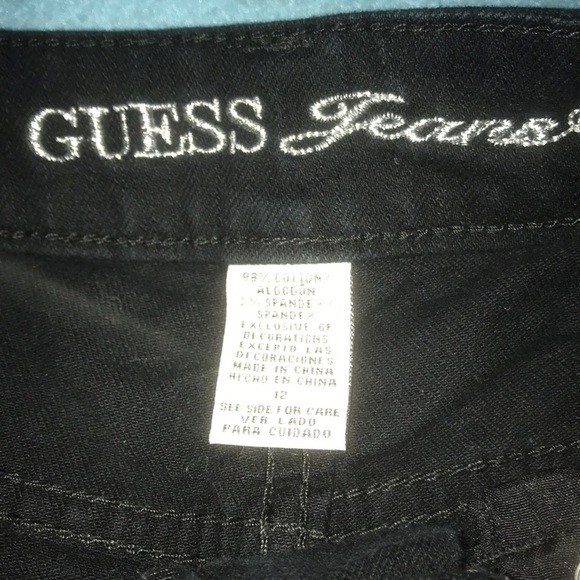 GUESS Jeans
98% COTTON/
ALGODON
2% SPANDEX
SPANDEX
EXCLUSIVE OF
DECORATIONS
EXCEPTO LAS
DECORACIONES
MADE IN CHINA
HECHO EN CHINA
12
SEE SIDE FOR CARE
VER LADO
PARA CUIDADO